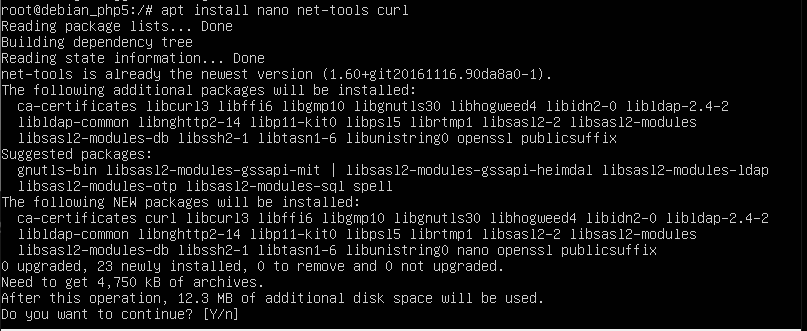 root@debian_php5:/# apt install nano net-tools curl
Reading package lists... Done
Building dependency tree
Reading state information... Done
net-tools is already the newest version (1.60+git20161116.90da8a0-1).
The following additional packages will be installed:
  ca-certificates libcurl3 libffi6 libgmp10 libgnutls30 libhogweed4 libidn2-0 libldap-2.4-2
  libldap-common libnghttp2-14 libp11-kit0 libpsl5 librtmp1 libsasl2-2 libsasl2-modules
  libsasl2-modules-db libssh2-1 libtasn1-6 libunistring0 openssl publicsuffix
Suggested packages:
  gnutls-bin libsasl2-modules-gssapi-mit | libsasl2-modules-gssapi-heimdal libsasl2-modules-ldap
  libsasl2-modules-otp libsasl2-modules-sql spell
The following NEW packages will be installed:
  ca-certificates curl libcurl3 libffi6 libgmp10 libgnutls30 libhogweed4 libidn2-0 libldap-2.4-2
  libldap-common libnghttp2-14 libp11-kit0 libpsl5 librtmp1 libsasl2-2 libsasl2-modules
  libsasl2-modules-db libssh2-1 libtasn1-6 libunistring0 nano openssl publicsuffix
0 upgraded, 23 newly installed, 0 to remove and 0 not upgraded.
Need to get 4,750 kB of archives.
After this operation, 12.3 MB of additional disk space will be used.
Do you want to continue? [Y/n]